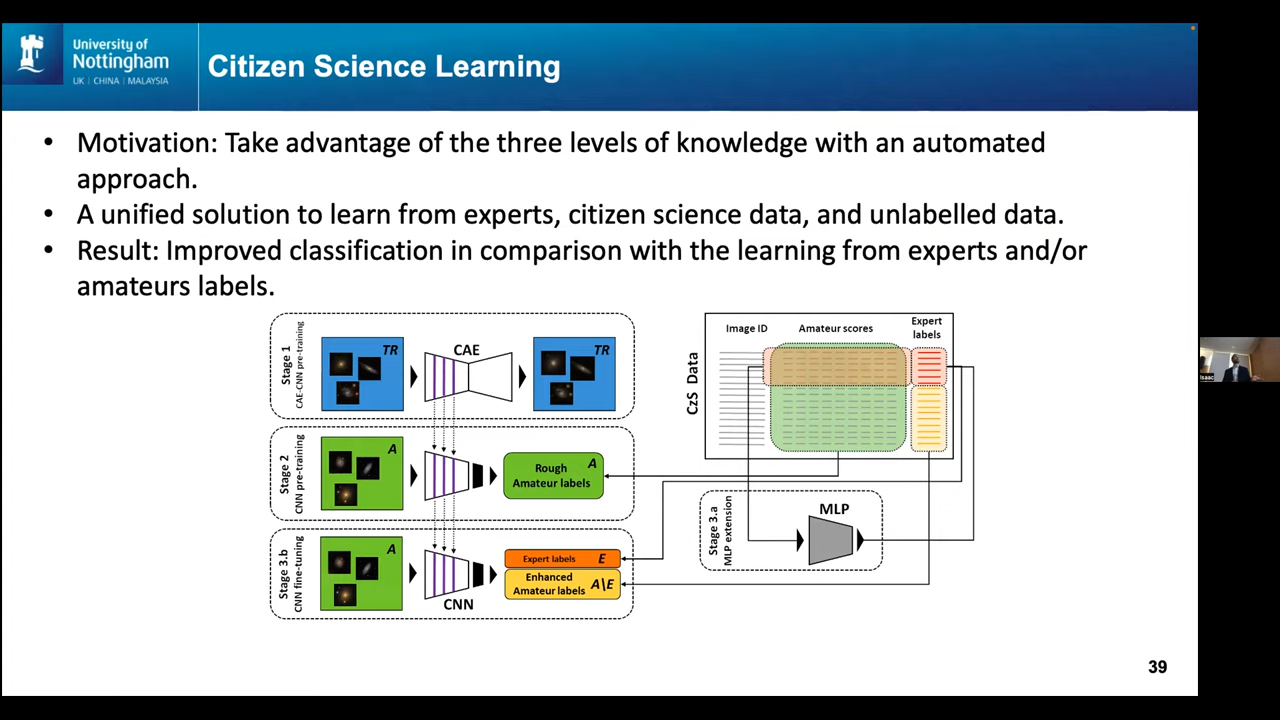 University of
Nottingham
UK | CHINA | MALAYSIA
Citizen Science Learning
• Motivation: Take advantage of the three levels of knowledge with an automated
approach.
• A unified solution to learn from experts, citizen science data, and unlabelled data.
• Result: Improved classification in comparison with the learning from experts and/or
amateurs labels.
Stage 1
CAE-CNN pre-training
TR
CAE
TR
Stage 2
CNN pre-training
A
Rough
Amateur labels
A
Stage 3.b
CNN fine-tuning
A
CNN
Expert labels
E
Enhanced
Amateur labels
A\E
CzS Data
Image ID
Amateur scores
Expert
labels
Stage 3.a
MLP extension
MLP
39
Isaac